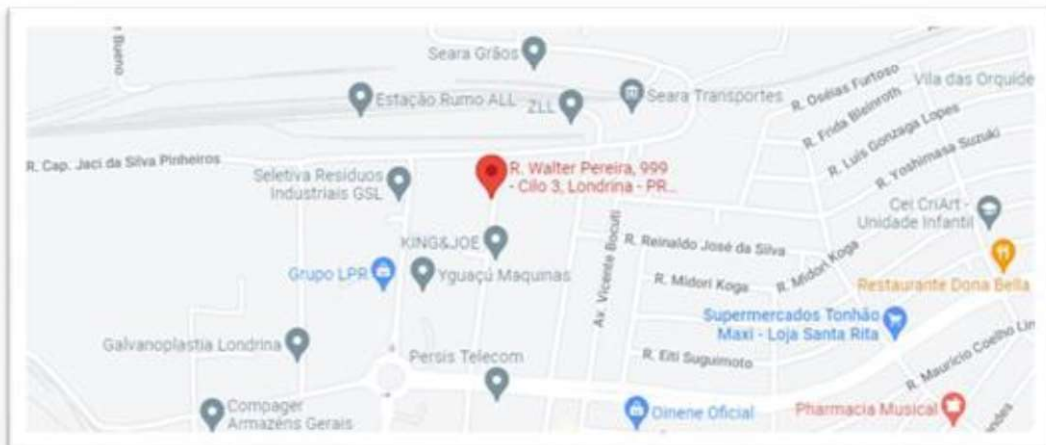 Bueno
Seara Grãos
Estação Rumo ALL
ZLL
Seara Transportes
R. Oséias Furtoso
Vila das Orquíde
R. Frida Bleinroth
R. Luis Gonzaga Lopes
R. Yoshimasa Suzuki
R. Cap. Jaci da Silva Pinheiros
Seletiva Resíduos
Industriais GSL
R. Walter Pereira, 999
- Cilo 3, Londrina - PR...
Cei CriArt -
Unidade Infantil
KING&JOE
Av. Vicente Bocuti
R. Reinaldo José da Silva
R. Midori Koga
Grupo LPR
Yguaçú Maquinas
R. Midori Koga
Restaurante Dona Bella
Supermercados Tonhão
Maxi - Loja Santa Rita
Galvanoplastia Londrina
Persis Telecom
R. Eiti Suguimoto
R. Mauricio Coelho Lin
Compager
Armazéns Gerais
Dinene Oficial
Pharmacia Musical